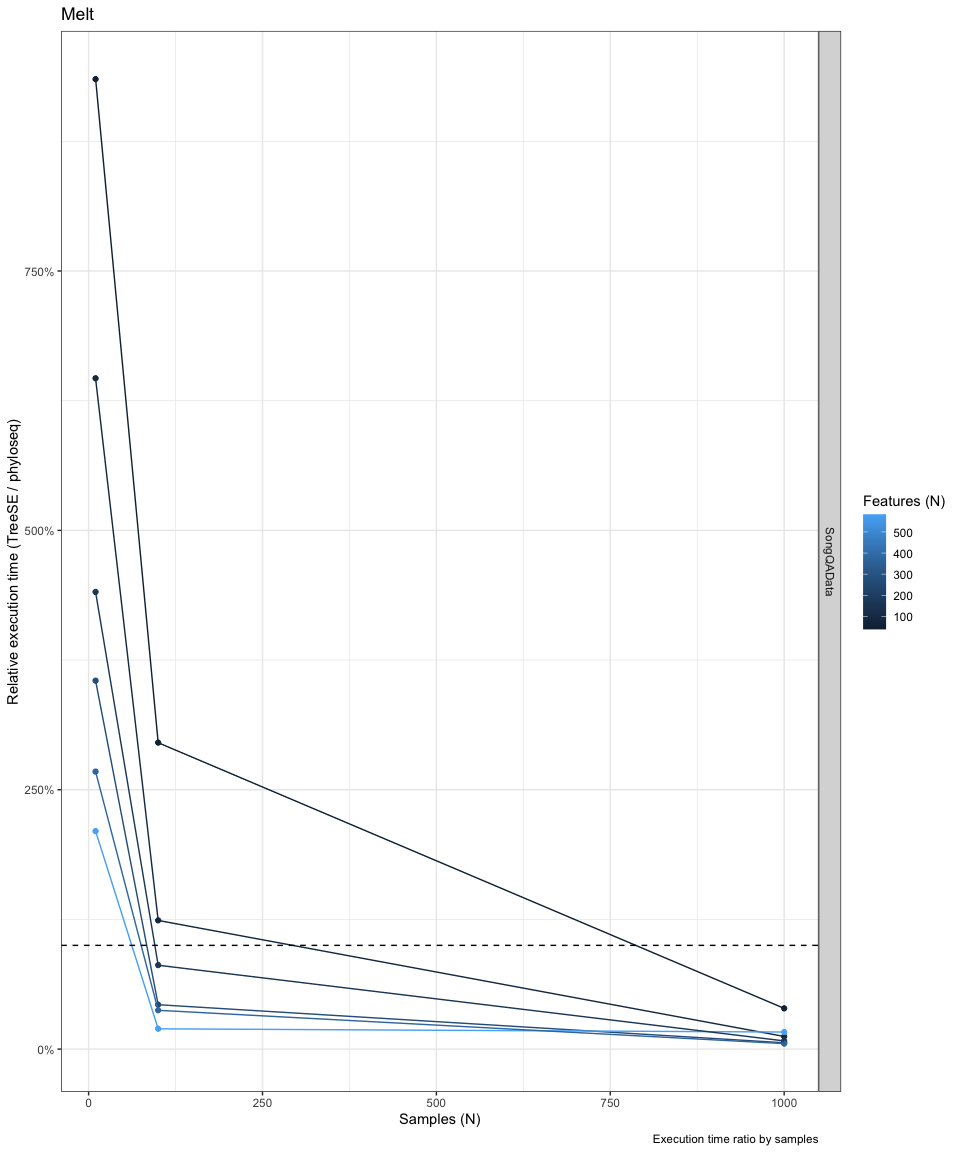 Melt
Relative execution time (TreeSE / phyloseq)
750%
500%
250%
0%
0
250
500
750
1000
Samples (N)
Execution time ratio by samples
SongQAData
Features (N)
500
400
300
200
100